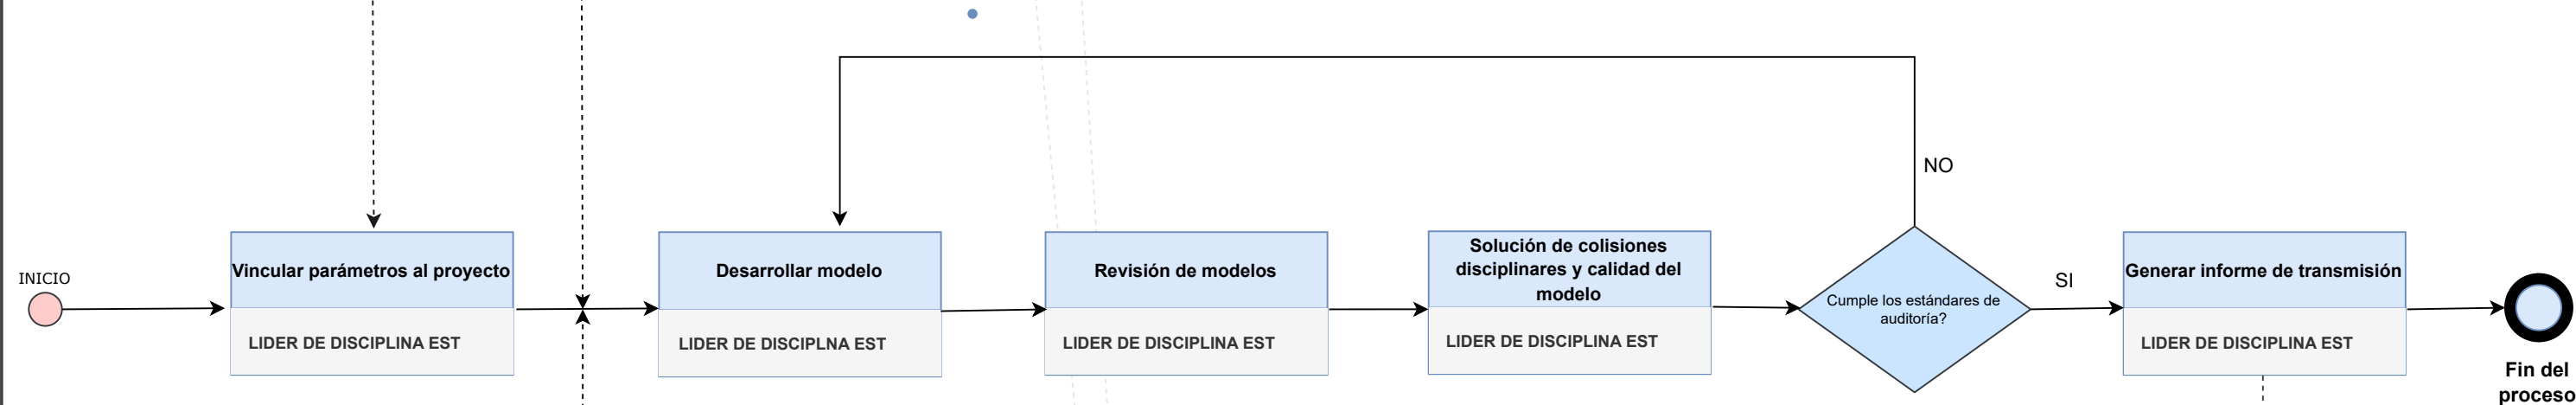 NO
INICIO
Vincular parámetros al proyecto
LIDER DE DISCIPLINA EST
Desarrollar modelo
LIDER DE DISCIPLNA EST
Revisión de modelos
LIDER DE DISCIPLINA EST
Solución de colisiones
disciplinares y calidad del
modelo
LIDER DE DISCIPLINA EST
Cumple los estándares de
auditoría?
SI
Generar informe de transmisión
LIDER DE DISCIPLINA EST
Fin del
proceso